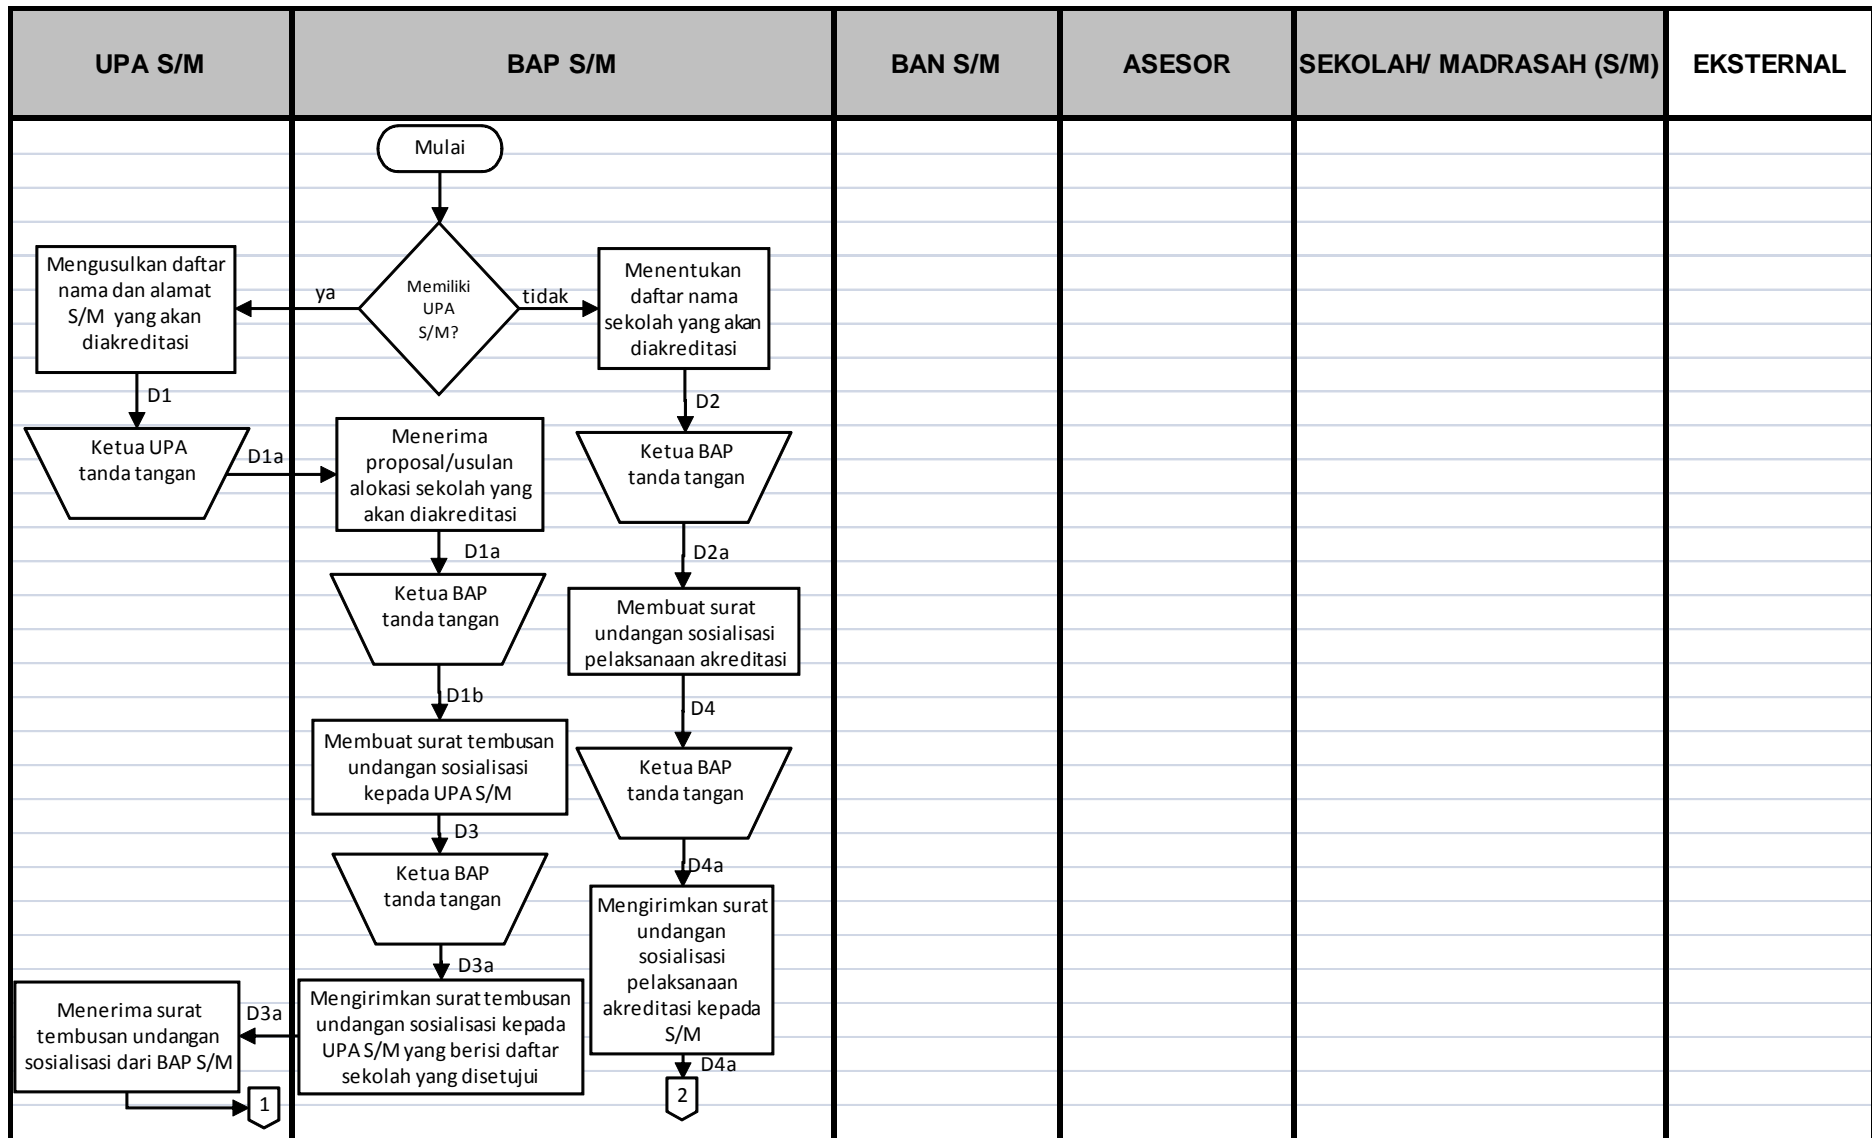 UPA S/M
BAP S/M
BAN S/M
ASESOR
SEKOLAH/ MADRASAH (S/M)
EKSTERNAL
Mulai
Memiliki
UPA
S/M?
ya
tidak
Mengusulkan daftar
nama dan alamat
S/M yang akan
diakreditasi
Menentukan
daftar nama
sekolah yang akan
diakreditasi
D1
D2
Ketua UPA
tanda tangan
D1a
Menerima
proposal/usulan
alokasi sekolah yang
akan diakreditasi
Ketua BAP
tanda tangan
D1a
D2a
Ketua BAP
tanda tangan
Membuat surat
undangan sosialisasi
pelaksanaan akreditasi
D1b
D4
Membuat surat tembusan
undangan sosialisasi
kepada UPA S/M
Ketua BAP
tanda tangan
D3
D4a
Ketua BAP
tanda tangan
Mengirimkan surat
undangan
sosialisasi
pelaksanaan
akreditasi kepada
S/M
D3a
Mengirimkan surat tembusan
undangan sosialisasi kepada
UPA S/M yang berisi daftar
sekolah yang disetujui
D3a
Menerima surat
tembusan undangan
sosialisasi dari BAP S/M
D4a
1
2